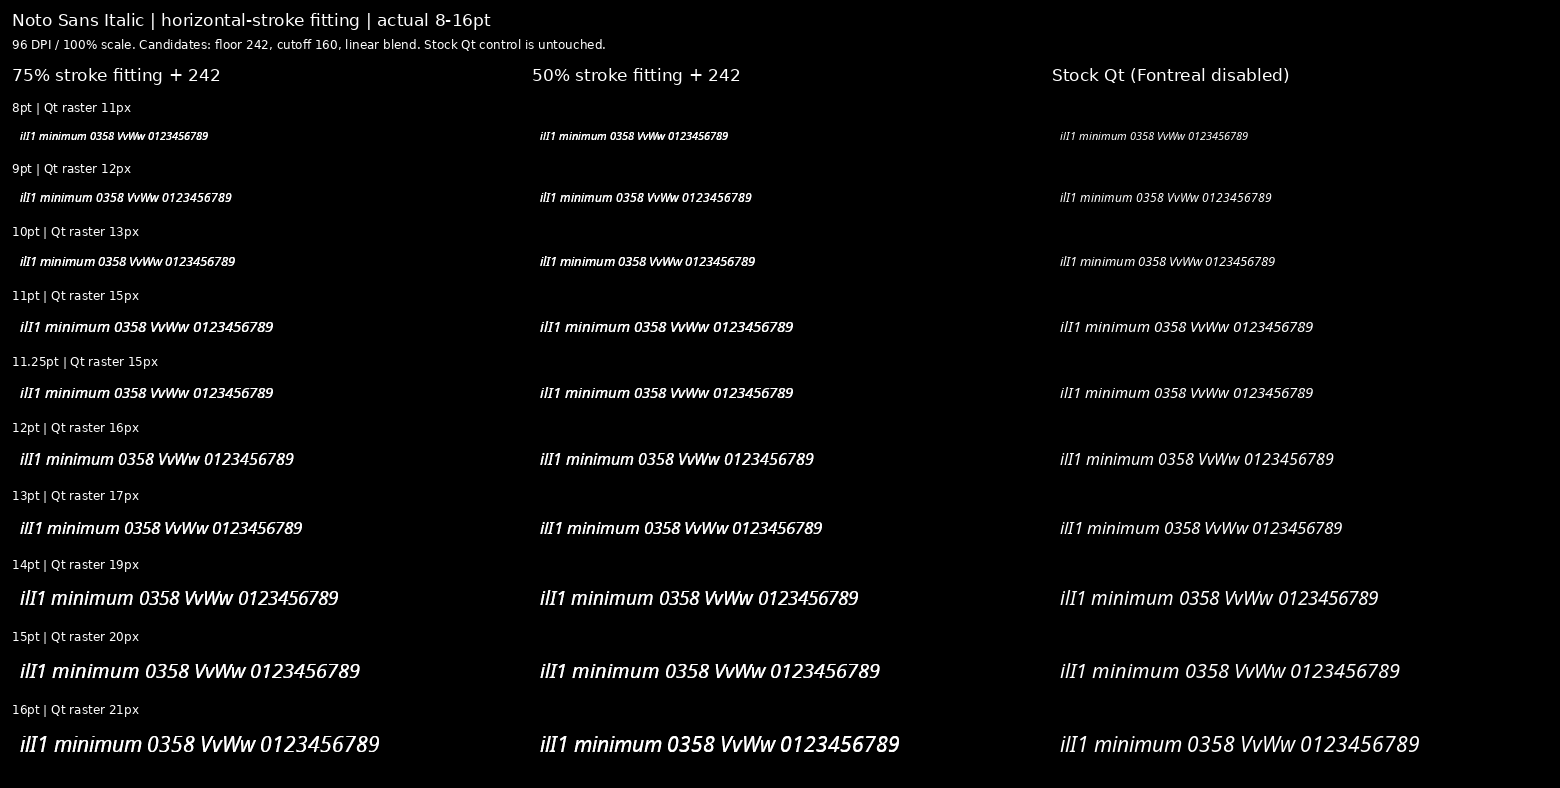 Noto Sans Italic | horizontal-stroke fitting | actual 8-16pt
96 DPI / 100% scale. Candidates: floor 242, cutoff 160, linear blend. Stock Qt control is untouched.
75% stroke fitting + 242 50% stroke fitting + 242 Stock Qt (Fontreal disabled)
8pt | Qt raster 11px
ilI1 minimum 0358 VvWw 0123456789 ilI1 minimum 0358 VvWw 0123456789 ilI1 minimum 0358 VvWw 0123456789
9pt | Qt raster 12px
ilI1 minimum 0358 VvWw 0123456789 ilI1 minimum 0358 VvWw 0123456789 ilI1 minimum 0358 VvWw 0123456789
10pt | Qt raster 13px
ilI1 minimum 0358 VvWw 0123456789 ilI1 minimum 0358 VvWw 0123456789 ilI1 minimum 0358 VvWw 0123456789
11pt | Qt raster 15px
ilI1 minimum 0358 VvWw 0123456789 ilI1 minimum 0358 VvWw 0123456789 ilI1 minimum 0358 VvWw 0123456789
11.25pt | Qt raster 15px
ilI1 minimum 0358 VvWw 0123456789 ilI1 minimum 0358 VvWw 0123456789 ilI1 minimum 0358 VvWw 0123456789
12pt | Qt raster 16px
ilI1 minimum 0358 VvWw 0123456789 ilI1 minimum 0358 VvWw 0123456789 ilI1 minimum 0358 VvWw 0123456789
13pt | Qt raster 17px
ilI1 minimum 0358 VvWw 0123456789 ilI1 minimum 0358 VvWw 0123456789 ilI1 minimum 0358 VvWw 0123456789
14pt | Qt raster 19px
ilI1 minimum 0358 VvWw 0123456789 ilI1 minimum 0358 VvWw 0123456789 ilI1 minimum 0358 VvWw 0123456789
15pt | Qt raster 20px
ilI1 minimum 0358 VvWw 0123456789 ilI1 minimum 0358 VvWw 0123456789 ilI1 minimum 0358 VvWw 0123456789
16pt | Qt raster 21px
ilI1 minimum 0358 VvWw 0123456789 ilI1 minimum 0358 VvWw 0123456789 ilI1 minimum 0358 VvWw 0123456789